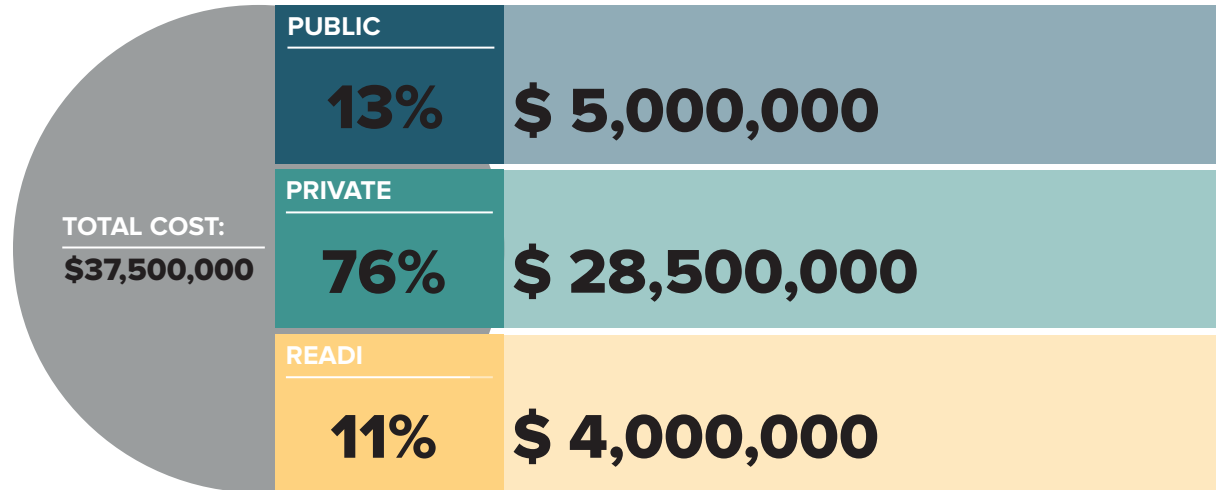 TOTAL COST:
$37,500,000
PUBLIC
13%
$ 5,000,000
PRIVATE
76%
$ 28,500,000
READI
11%
$ 4,000,000